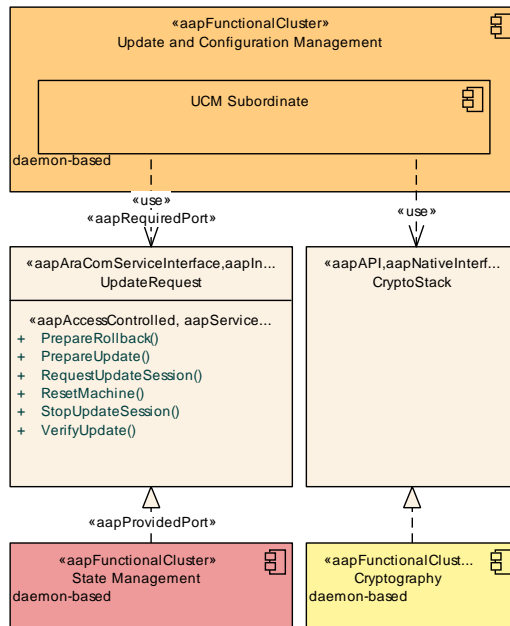 «aapFunctionalCluster»
Update and Configuration Management
UCM Subordinate
daemon-based
«use»
«aapRequiredPort»
«use»
«aapAraComServiceInterface,aapIn...
UpdateRequest
«aapAccessControlled, aapService...
+ PrepareRollback()
+ PrepareUpdate()
+ RequestUpdateSession()
+ ResetMachine()
+ StopUpdateSession()
+ VerifyUpdate()
«aapAPI,aapNativeInterf...
CryptoStack
«aapProvidedPort»
«aapFunctionalCluster»
State Management
daemon-based
«aapFunctionalClust...
Cryptography
daemon-based